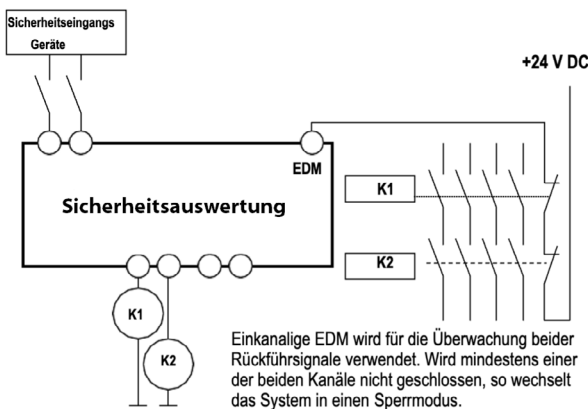 Sicherheitseingangs
Geräte
+24 V DC
EDM
Sicherheitsauswertung
K1
K2
K1
K2
Einkanalige EDM wird für die Überwachung beider
Rückführsignale verwendet. Wird mindestens einer
der beiden Kanäle nicht geschlossen, so wechselt
das System in einen Sperrmodus.